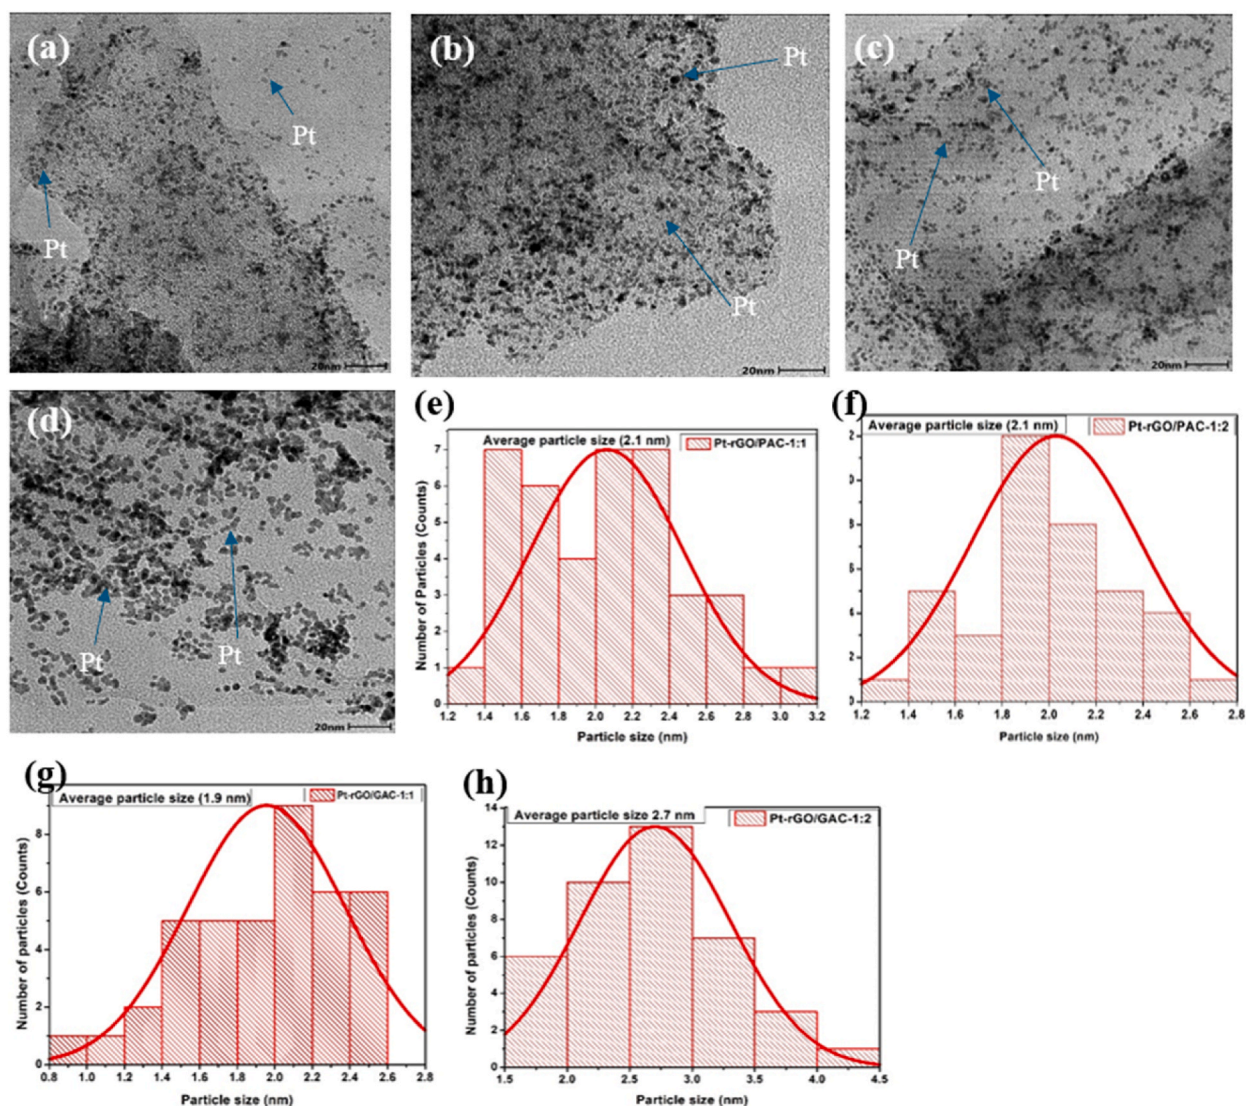 (a)
Pt
Pt
20nm
(b)
Pt
Pt
20nm
(c)
Pt
Pt
20nm
(d)
Pt
Pt
20nm
(e)
Average particle size (2.1 nm)
Pt-rGO/PAC-1:1
Number of Particles (Counts)
7
6
5
4
3
2
1
0
1.2 1.4 1.6 1.8 2.0 2.2 2.4 2.6 2.8 3.0 3.2
Particle size (nm)
(f)
Average particle size (2.1 nm)
Pt-rGO/PAC-1:2
2
0
8
6
4
2
0
1.2 1.4 1.6 1.8 2.0 2.2 2.4 2.6 2.8
Particle size (nm)
(g)
Average particle size (1.9 nm)
Pt-rGO/GAC-1:1
Number of particles (Counts)
8
6
4
2
0
0.8 1.0 1.2 1.4 1.6 1.8 2.0 2.2 2.4 2.6 2.8
Particle size (nm)
(h)
Average particle size 2.7 nm
Pt-rGO/GAC-1:2
Number of particles (Counts)
14
12
10
8
6
4
2
0
1.5 2.0 2.5 3.0 3.5 4.0 4.5
Particle size (nm)